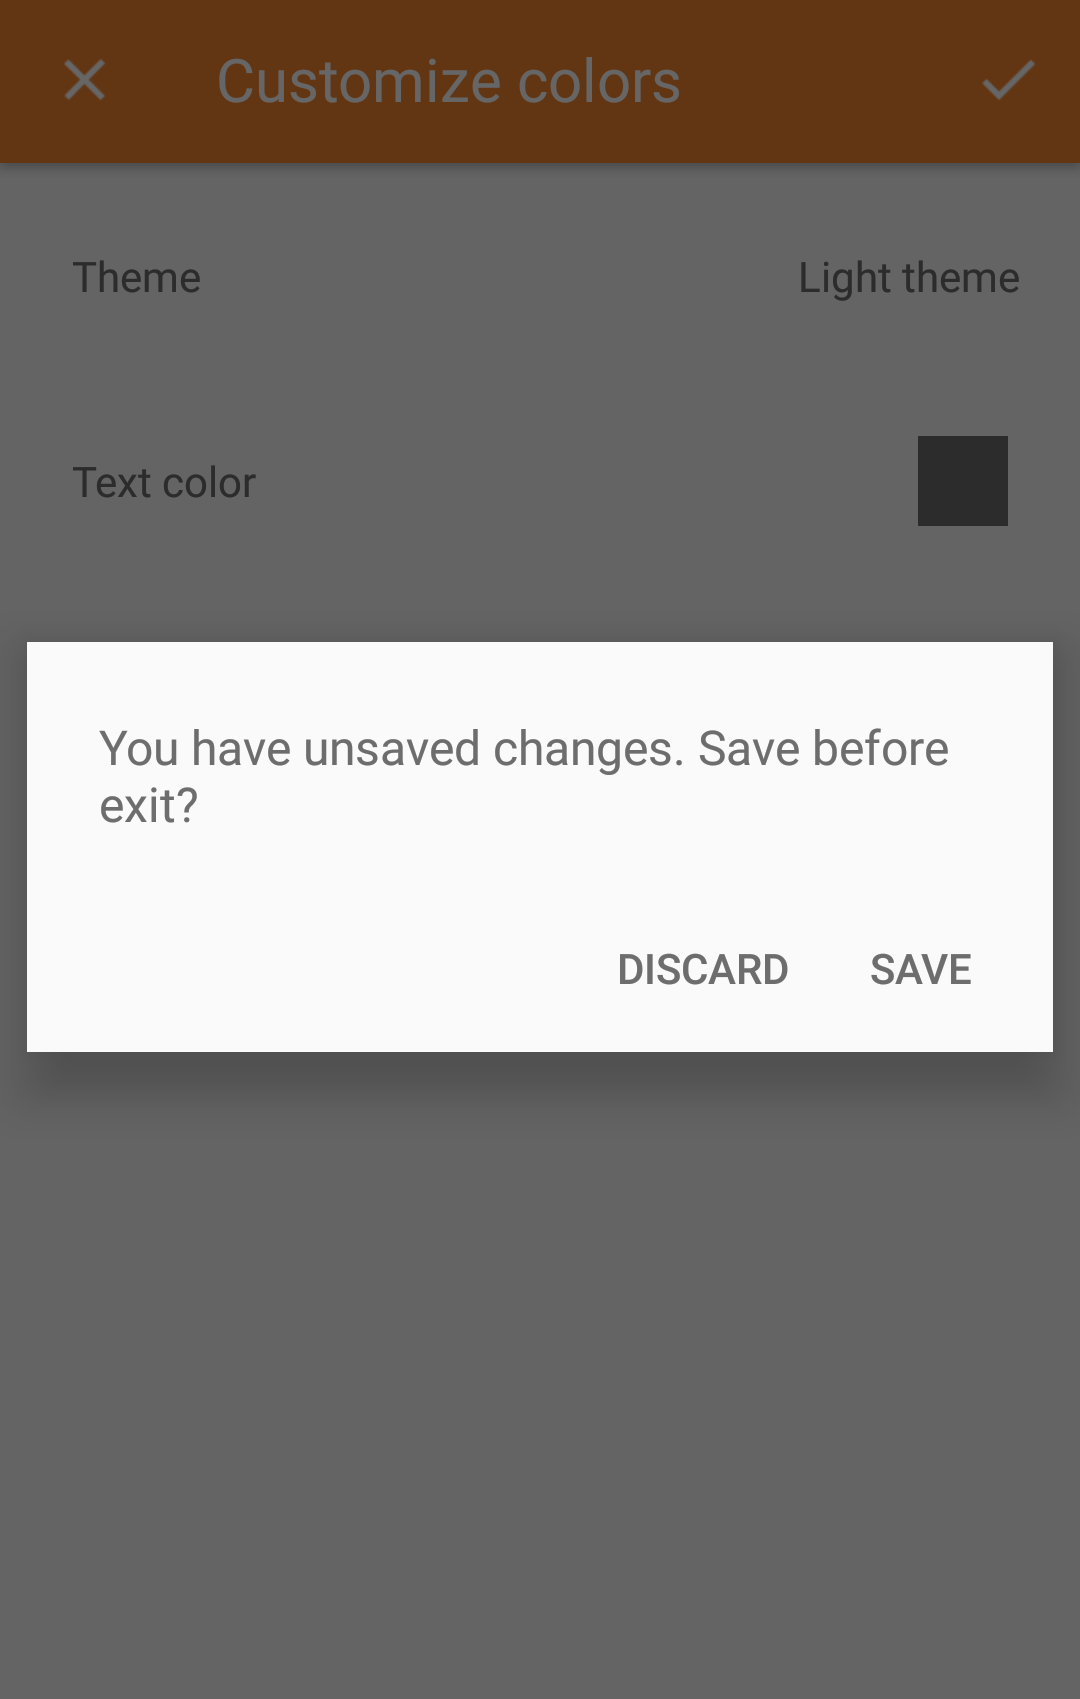 Customize colors
Theme
Light theme
Text color
You have unsaved changes. Save before
exit?
DISCARD
SAVE